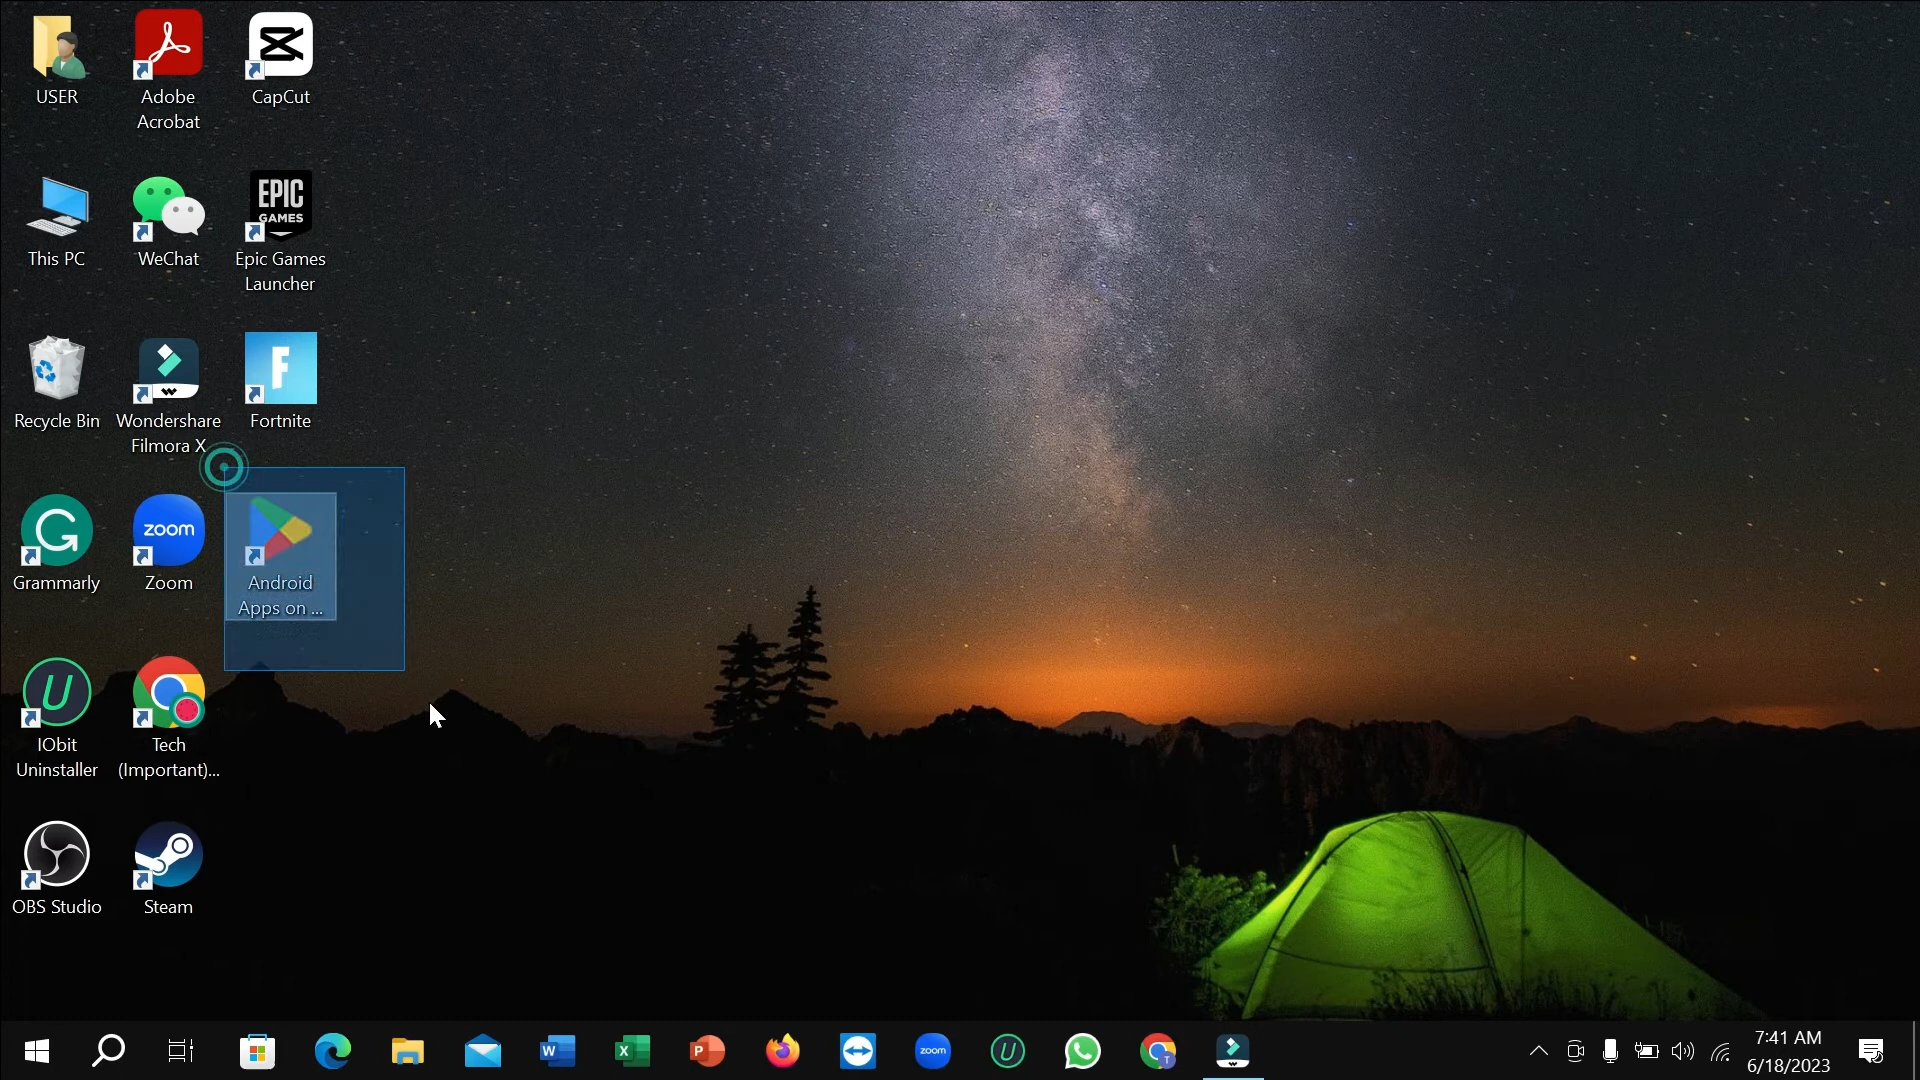 USER
Adobe
Acrobat
CapCut
This PC
WeChat
EPIC
GAMES
Epic Games
Launcher
Recycle Bin
Wondershare
Filmora X
F
Fortnite
G
Grammarly
zoom
Zoom
Android
Apps on ...
U
IObit
Uninstaller
Tech
(Important)...
OBS Studio
Steam
W
X
P
zoom
U
T
7:41 AM
6/18/2023